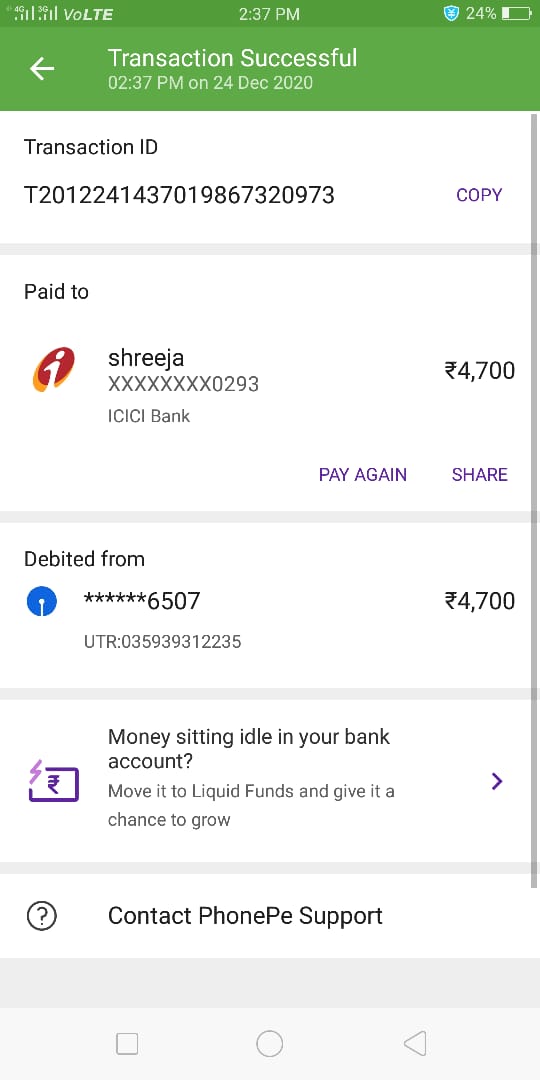 4G 3G VoLTE 2:37 PM 24%
Transaction Successful
02:37 PM on 24 Dec 2020
Transaction ID
T2012241437019867320973 COPY
Paid to
shreeja
XXXXXXXX0293 ₹4,700
ICICI Bank
PAY AGAIN SHARE
Debited from
******6507 ₹4,700
UTR:035939312235
Money sitting idle in your bank
account?
Move it to Liquid Funds and give it a
chance to grow
Contact PhonePe Support